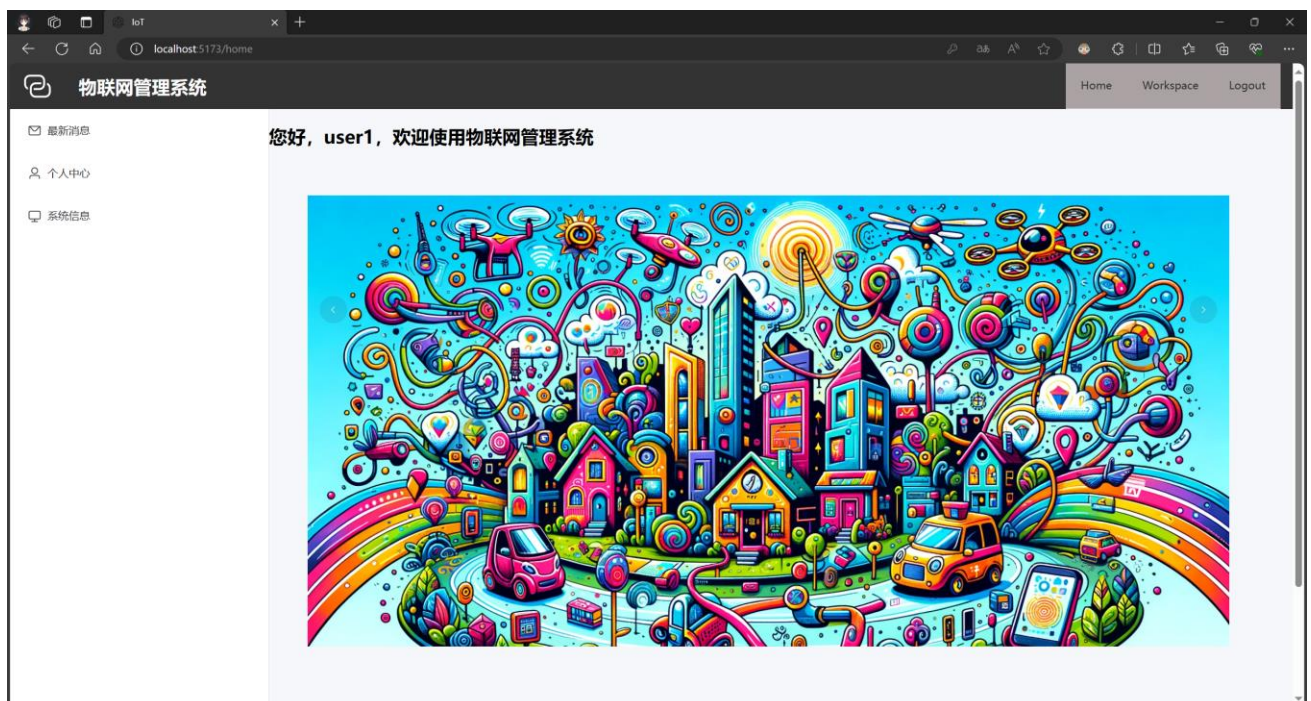 IoT
localhost:5173/home
物联网管理系统
Home Workspace Logout
最新消息
个人中心
系统信息
您好，user1，欢迎使用物联网管理系统